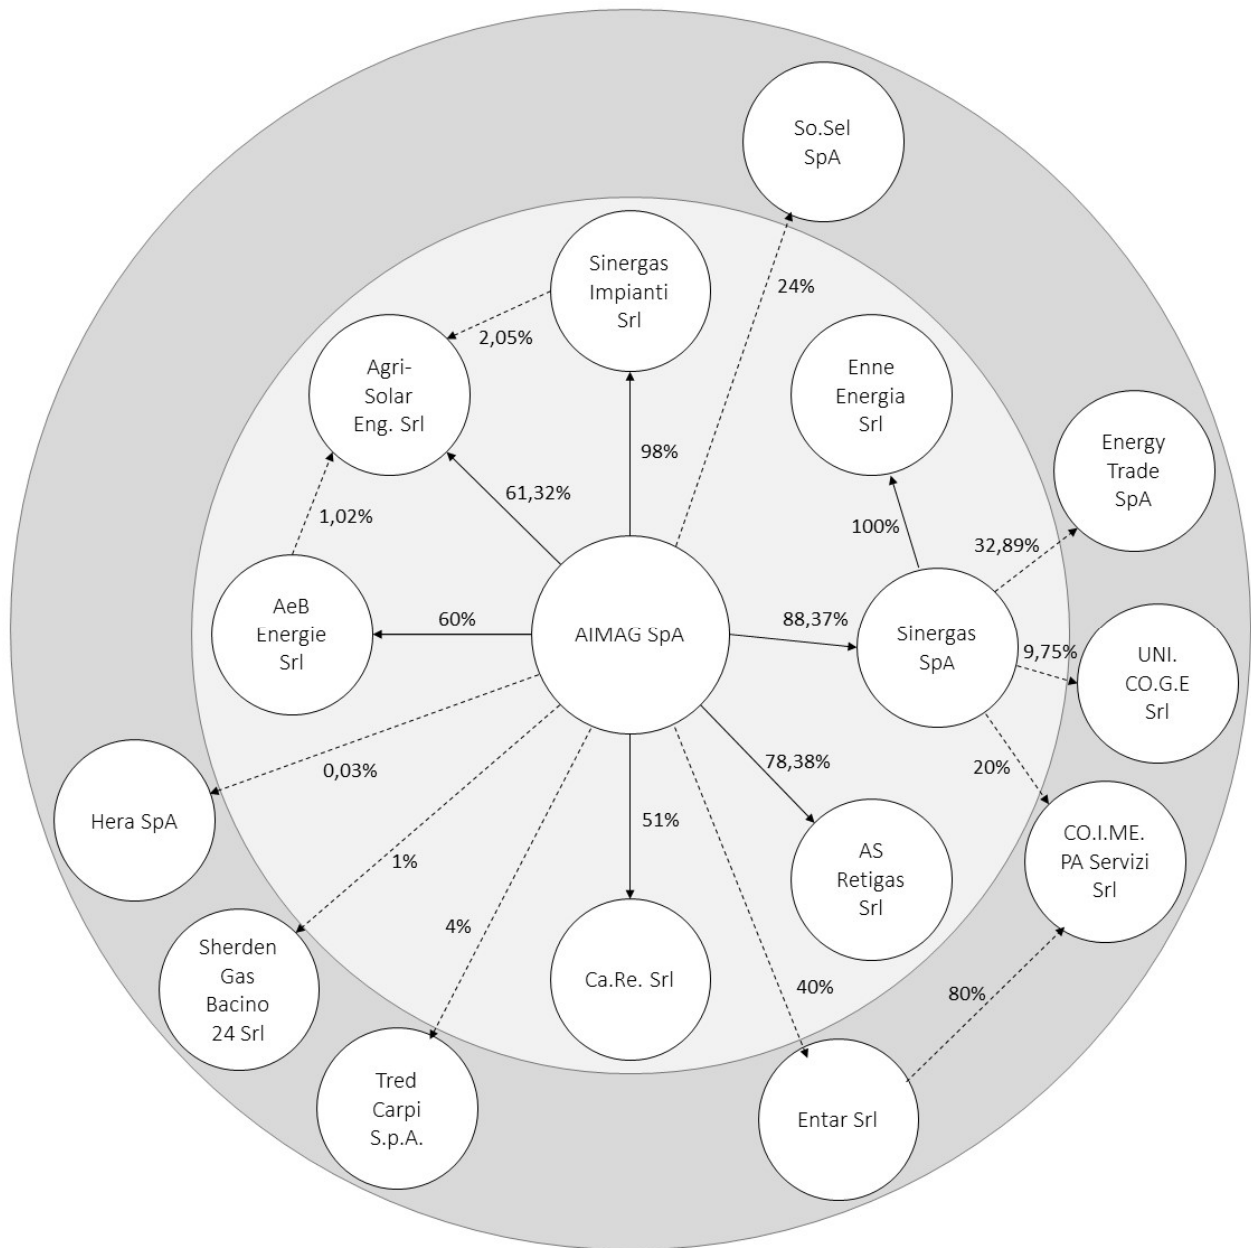 So.Sel
SpA
Sinergas
Impianti
Srl
24%
2,05%
Agri-
Solar
Eng. Srl
Enne
Energia
Srl
Energy
Trade
SpA
98%
61,32%
1,02%
100%
32,89%
AeB
Energie
Srl
60%
AIMAG SpA
88,37%
Sinergas
SpA
9,75%
UNI.
CO.G.E
Srl
0,03%
78,38%
20%
Hera SpA
51%
1%
CO.I.ME.
PA Servizi
Srl
AS
Retigas
Srl
4%
Sherden
Gas
Bacino
24 Srl
Ca.Re. Srl
40%
80%
Tred
Carpi
S.p.A.
Entar Srl